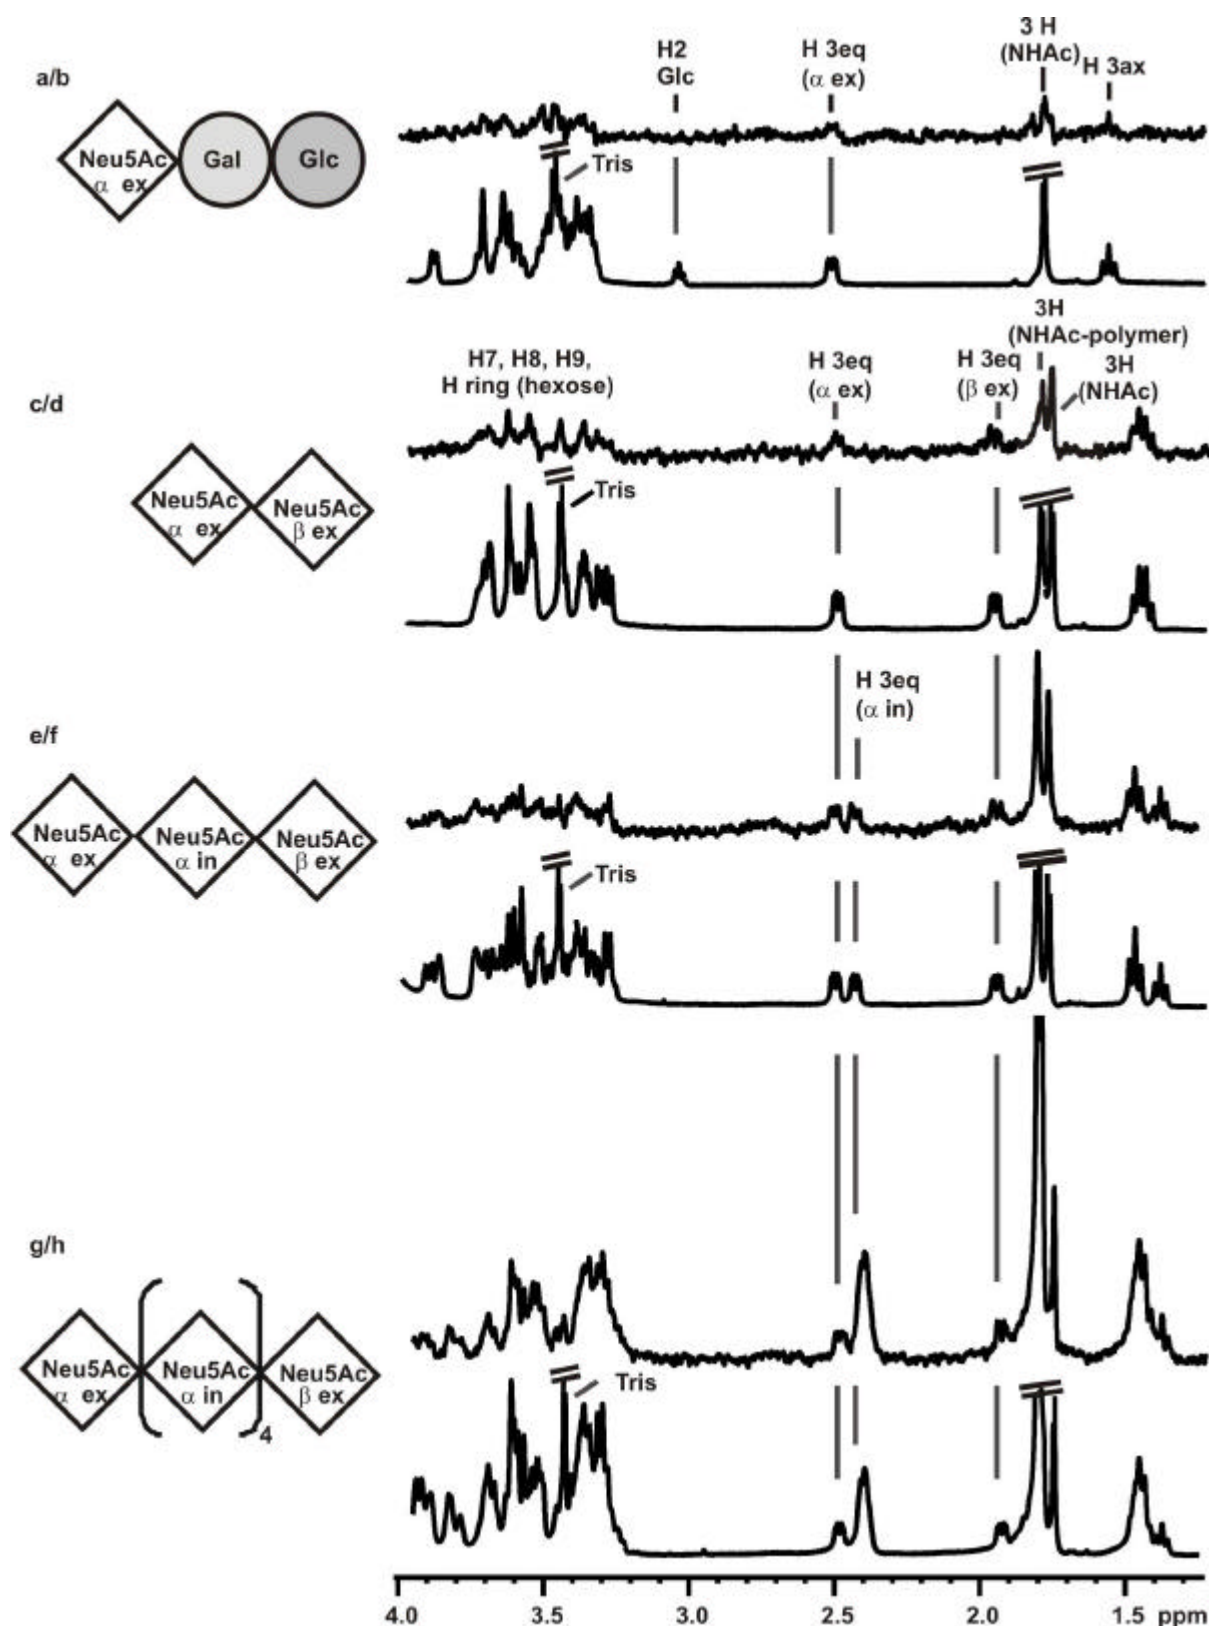 a/b
Neu5Ac
α ex
Gal
Glc
H2
Glc
H 3eq
(α ex)
3 H
(NHAc)
H 3ax
Tris
c/d
Neu5Ac
α ex
Neu5Ac
β ex
H7, H8, H9,
H ring (hexose)
H 3eq
(α ex)
H 3eq
(β ex)
3H
(NHAc-polymer)
3H
(NHAc)
Tris
e/f
Neu5Ac
α ex
Neu5Ac
α in
Neu5Ac
β ex
H 3eq
(α in)
Tris
g/h
Neu5Ac
α ex
Neu5Ac
α in
4
Neu5Ac
β ex
Tris
4.0 3.5 3.0 2.5 2.0 1.5 ppm